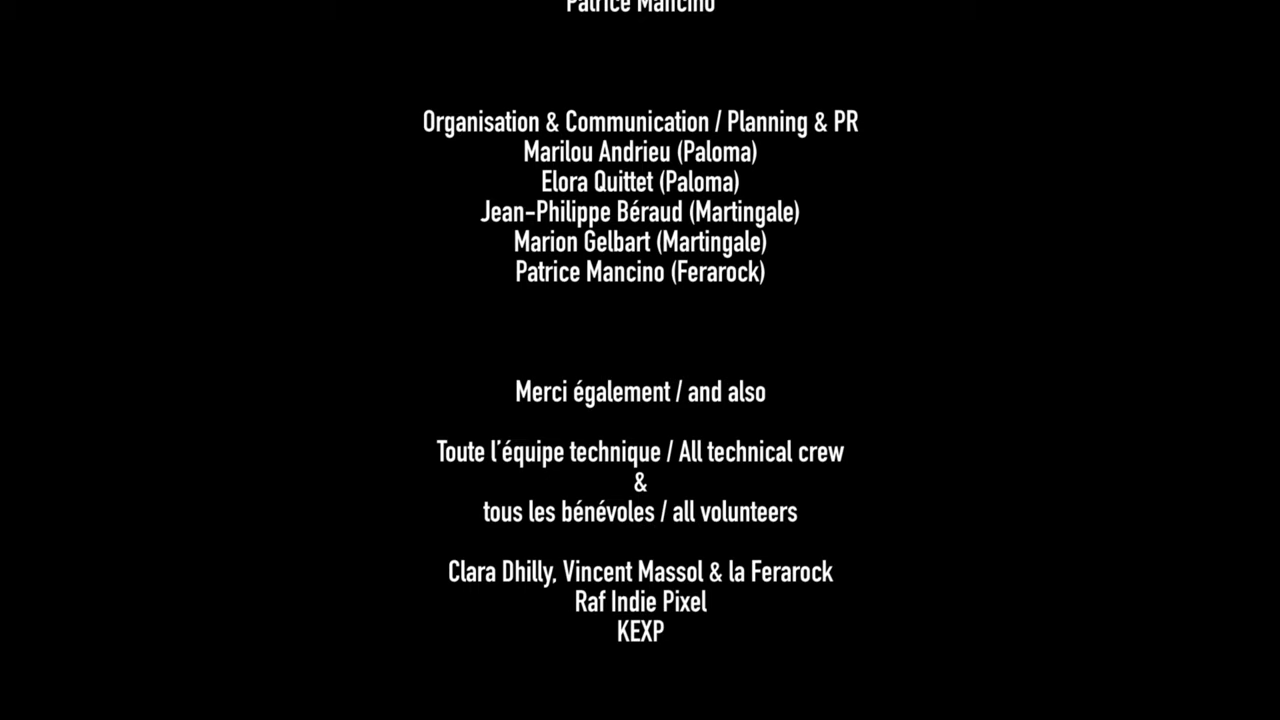 Patrice Mancino
Organisation & Communication / Planning & PR
Marilou Andrieu (Paloma)
Elora Quittet (Paloma)
Jean-Philippe Béraud (Martingale)
Marion Gelbart (Martingale)
Patrice Mancino (Ferarock)
Merci également / and also
Toute l’équipe technique / All technical crew
&
tous les bénévoles / all volunteers
Clara Dhilly, Vincent Massol & la Ferarock
Raf Indie Pixel
KEXP